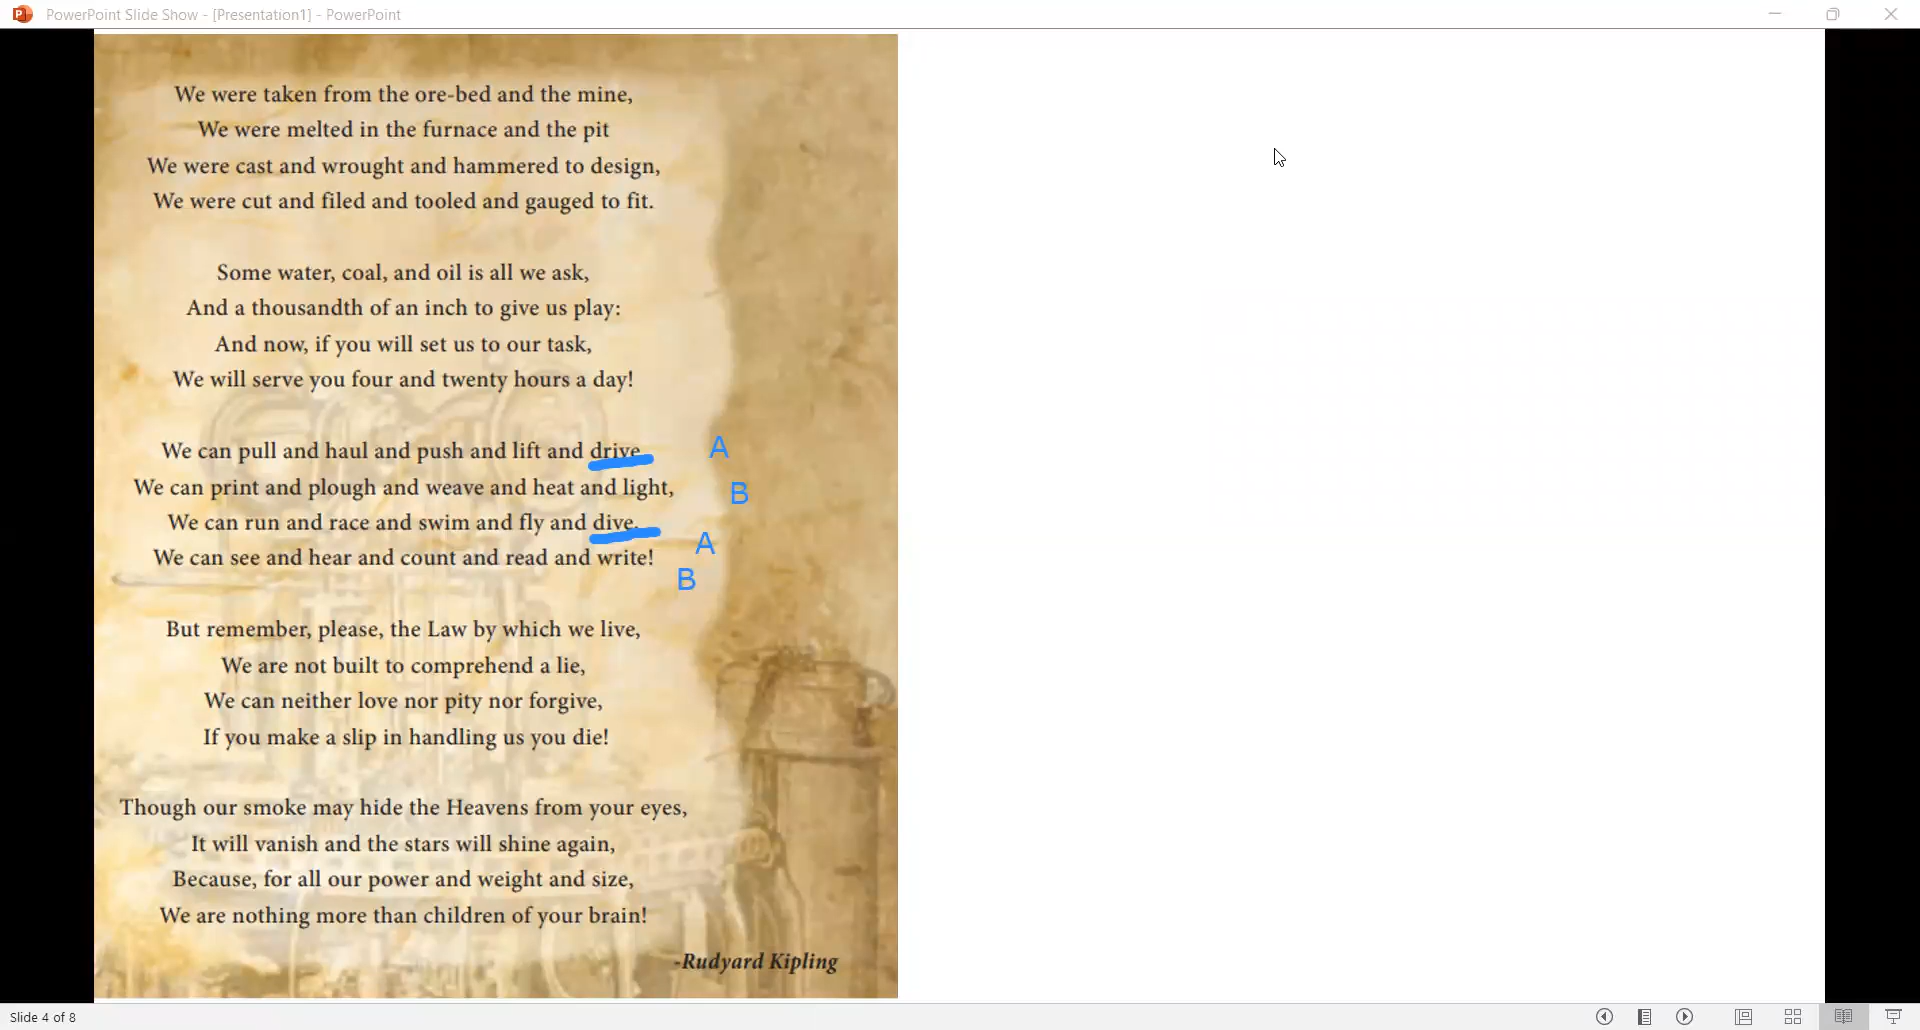 PowerPoint Slide Show - [Presentation1] - PowerPoint
We were taken from the ore-bed and the mine,
We were melted in the furnace and the pit
We were cast and wrought and hammered to design,
We were cut and filed and tooled and gauged to fit.
Some water, coal, and oil is all we ask,
And a thousandth of an inch to give us play:
And now, if you will set us to our task,
We will serve you four and twenty hours a day!
We can pull and haul and push and lift and drive, A
We can print and plough and weave and heat and light, B
We can run and race and swim and fly and dive, A
We can see and hear and count and read and write! B
But remember, please, the Law by which we live,
We are not built to comprehend a lie,
We can neither love nor pity nor forgive,
If you make a slip in handling us you die!
Though our smoke may hide the Heavens from your eyes,
It will vanish and the stars will shine again,
Because, for all our power and weight and size,
We are nothing more than children of your brain!
-Rudyard Kipling
Slide 4 of 8